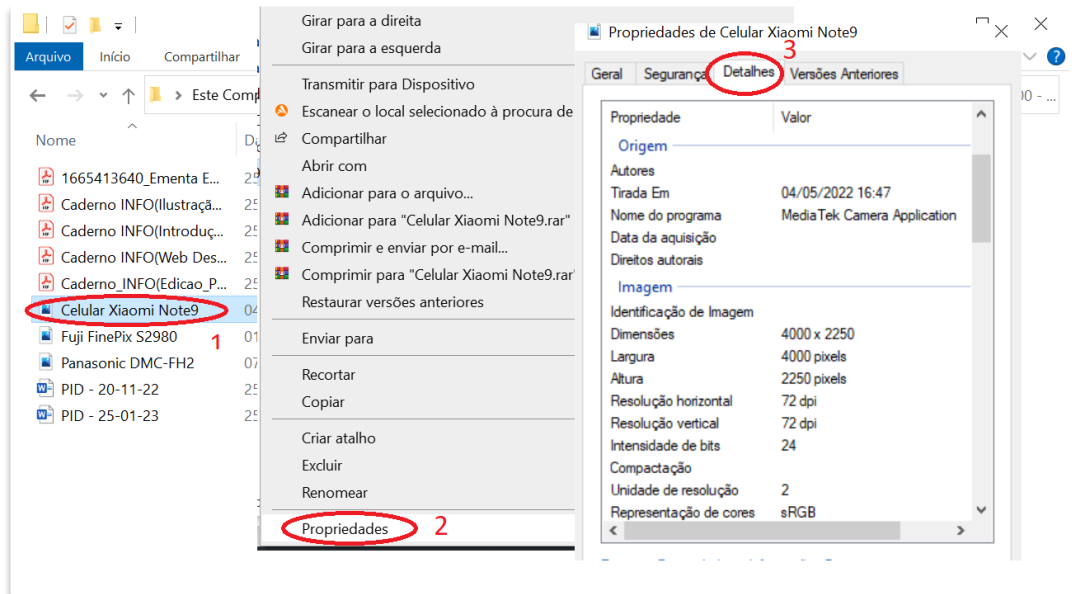 Arquivo
Início
Compartilhar
Este Comp
Nome
1665413640_Ementa E...
Caderno INFO(Ilustraçã...
Caderno INFO(Introduç...
Caderno INFO(Web Des...
Caderno_INFO(Edicao_P...
Celular Xiaomi Note9
Fuji FinePix S2980
Panasonic DMC-FH2
PID - 20-11-22
PID - 25-01-23
1
Girar para a direita
Girar para a esquerda
Transmitir para Dispositivo
Escanear o local selecionado à procura de
Compartilhar
Abrir com
Adicionar para o arquivo...
Adicionar para "Celular Xiaomi Note9.rar"
Comprimir e enviar por e-mail...
Comprimir para "Celular Xiaomi Note9.rar"
Restaurar versões anteriores
Enviar para
Recortar
Copiar
Criar atalho
Excluir
Renomear
Propriedades
2
Propriedades de Celular Xiaomi Note9
3
Geral Segurança Detalhes Versões Anteriores
Propriedade Valor
Origem
Autores
Tirada Em 04/05/2022 16:47
Nome do programa MediaTek Camera Application
Data da aquisição
Direitos autorais
Imagem
Identificação de Imagem
Dimensões 4000 x 2250
Largura 4000 pixels
Altura 2250 pixels
Resolução horizontal 72 dpi
Resolução vertical 72 dpi
Intensidade de bits 24
Compactação
Unidade de resolução 2
Representação de cores sRGB